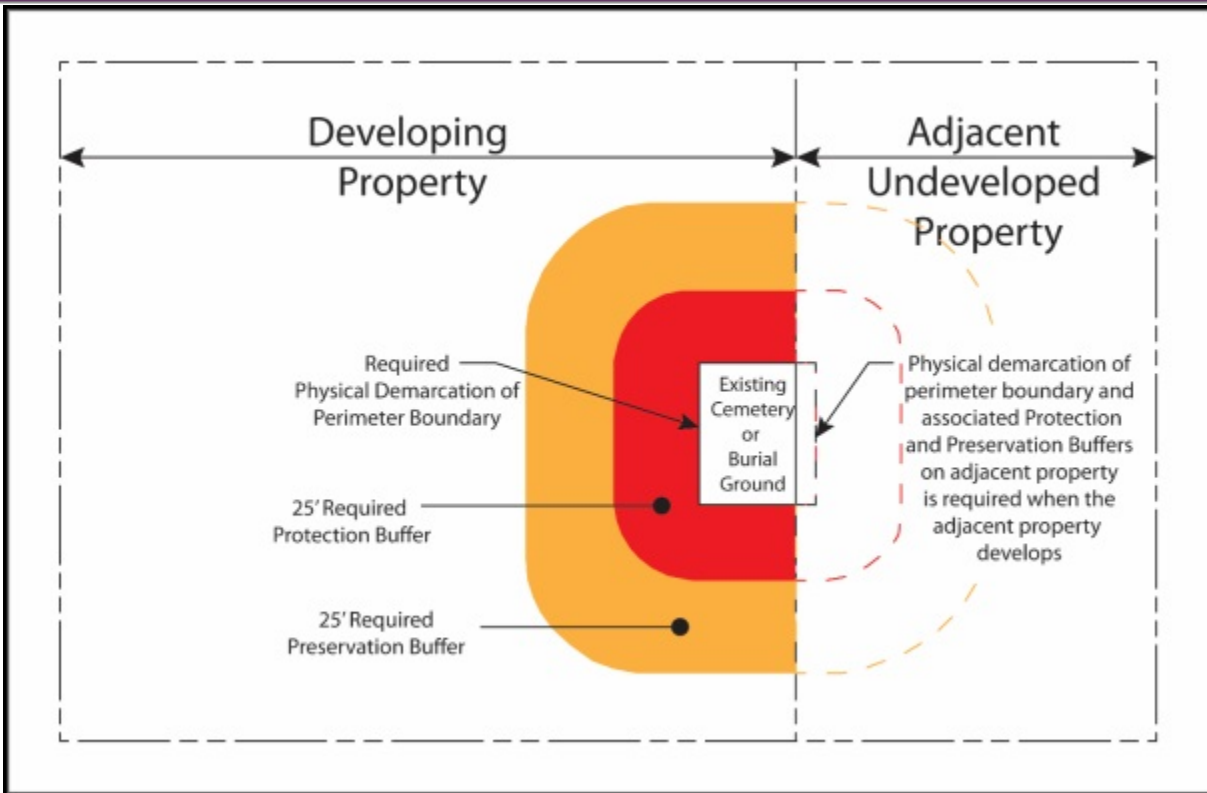 Developing
Property
Adjacent
Undeveloped
Property
Required
Physical Demarcation of
Perimeter Boundary
Existing
Cemetery
or
Burial
Ground
Physical demarcation of
perimeter boundary and
associated Protection
and Preservation Buffers
on adjacent property
is required when the
adjacent property
develops
25' Required
Protection Buffer
25' Required
Preservation Buffer